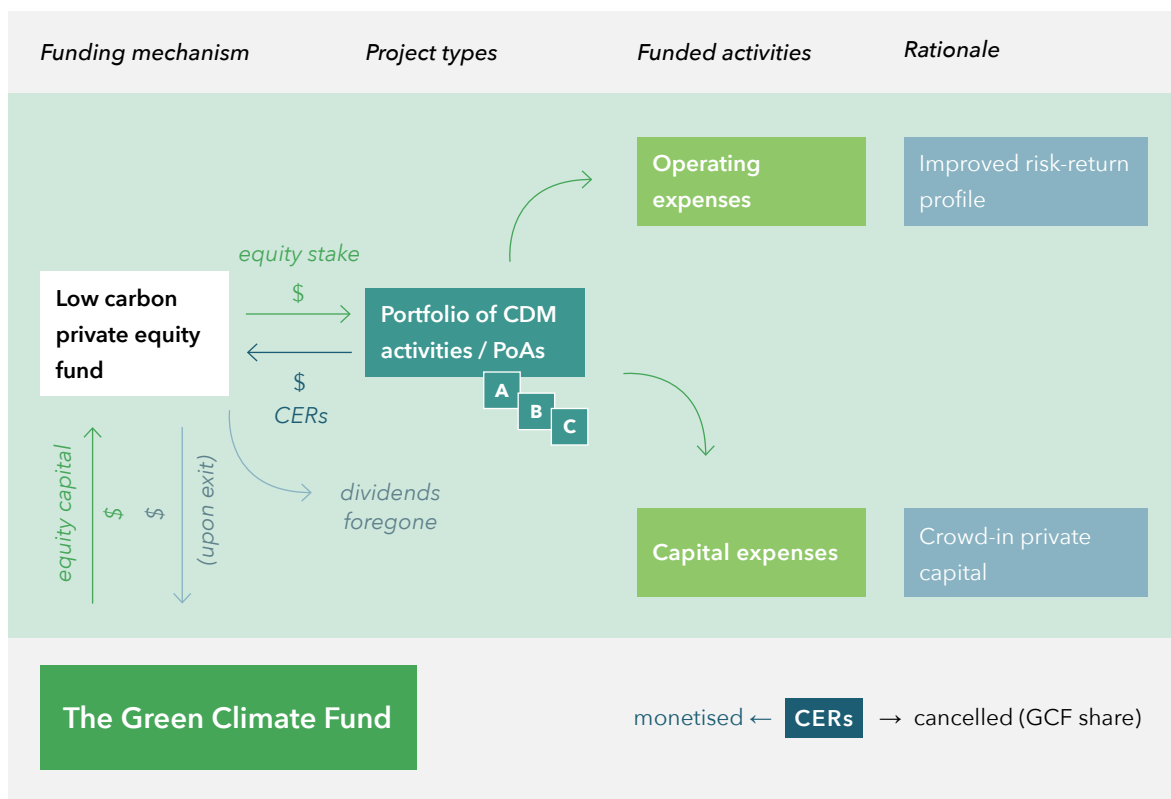 Funding mechanism
Project types
Funded activities
Rationale
Operating
expenses
Improved risk-return
profile
equity stake
$
Low carbon
private equity
fund
Portfolio of CDM
activities / PoAs
$
CERs
A
B
C
equity capital
$
$
(upon exit)
dividends
foregone
Capital expenses
Crowd-in private
capital
The Green Climate Fund
monetised ← CERs → cancelled (GCF share)